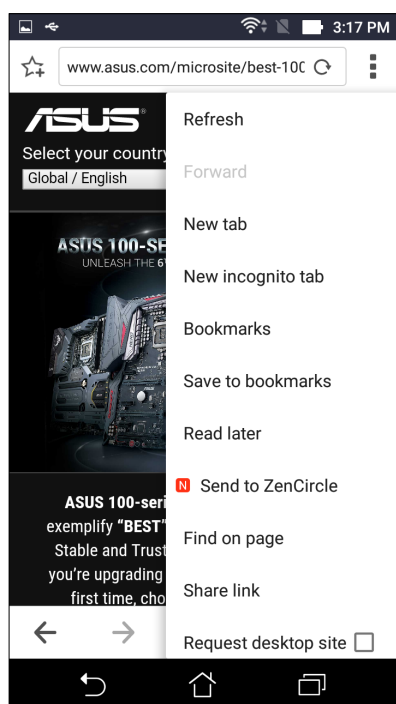 3:17 PM
www.asus.com/microsite/best-100
ASUS
Select your country
Global / English
ASUS 100-SE
UNLEASH THE 6
ASUS 100-seri
exemplify “BEST”
Stable and Trust
you're upgrading
first time, cho
Refresh
Forward
New tab
New incognito tab
Bookmarks
Save to bookmarks
Read later
N Send to ZenCircle
Find on page
Share link
Request desktop site